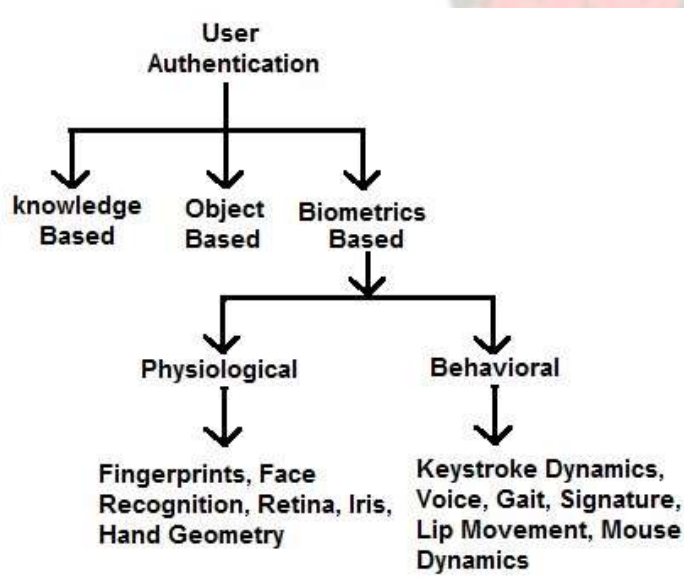 User
Authentication
knowledge
Based
Object
Based
Biometrics
Based
Physiological
Behavioral
Fingerprints, Face
Recognition, Retina, Iris,
Hand Geometry
Keystroke Dynamics,
Voice, Gait, Signature,
Lip Movement, Mouse
Dynamics